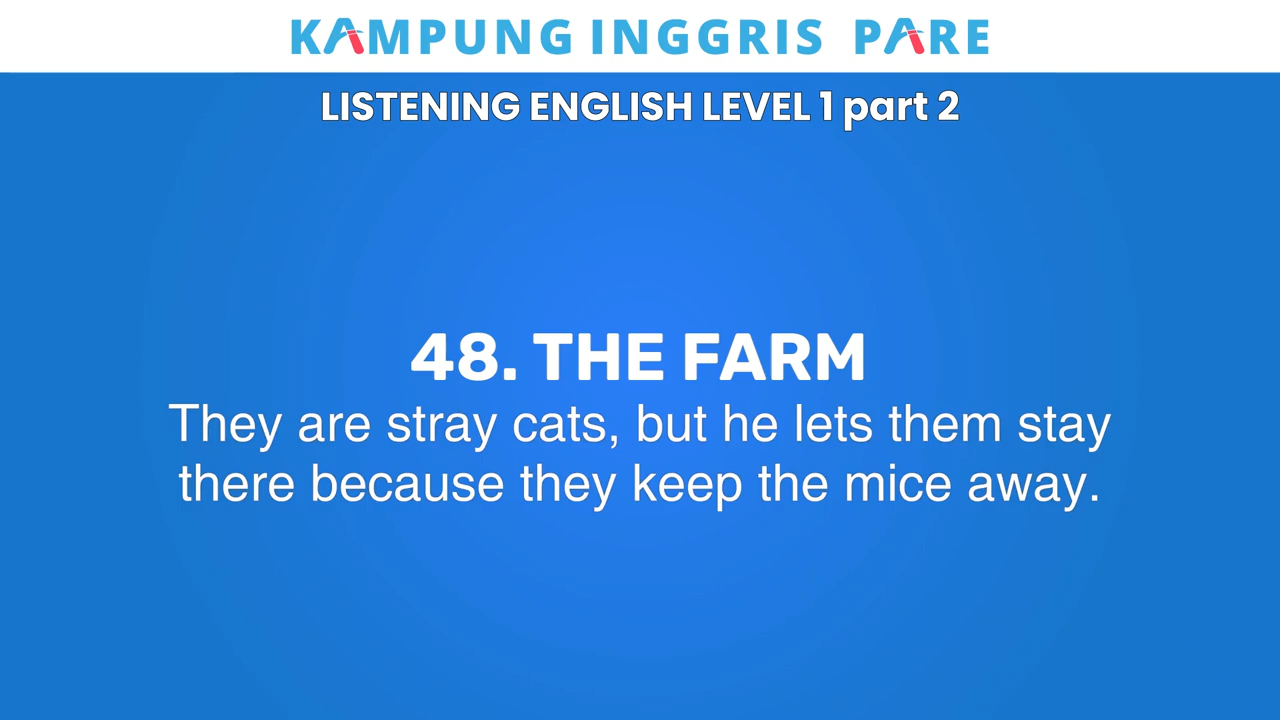 KAMPUNG INGGRIS PARE
LISTENING ENGLISH LEVEL 1 part 2
48. THE FARM
They are stray cats, but he lets them stay
there because they keep the mice away.